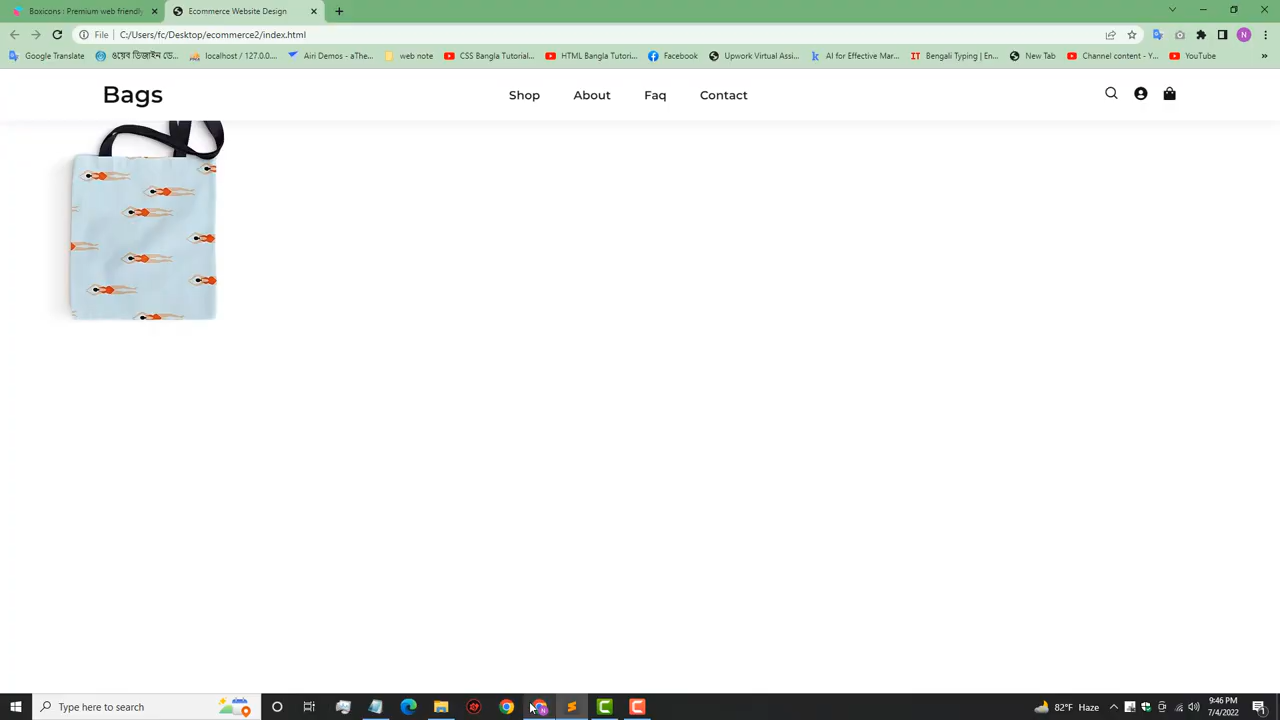 Boxicons : Premium web friendly
Ecommerce Website Design
File
C:/Users/fc/Desktop/ecommerce2/index.html
Google Translate
ওয়েব ডিজাইন ডে...
localhost / 127.0.0....
Airi Demos - aThe...
web note
CSS Bangla Tutorial...
HTML Bangla Tutori...
Facebook
Upwork Virtual Assi...
AI for Effective Mar...
Bengali Typing | En...
New Tab
Channel content - Y...
YouTube
Bags
Shop
About
Faq
Contact
Type here to search
82°F Haze
9:46 PM
7/4/2022